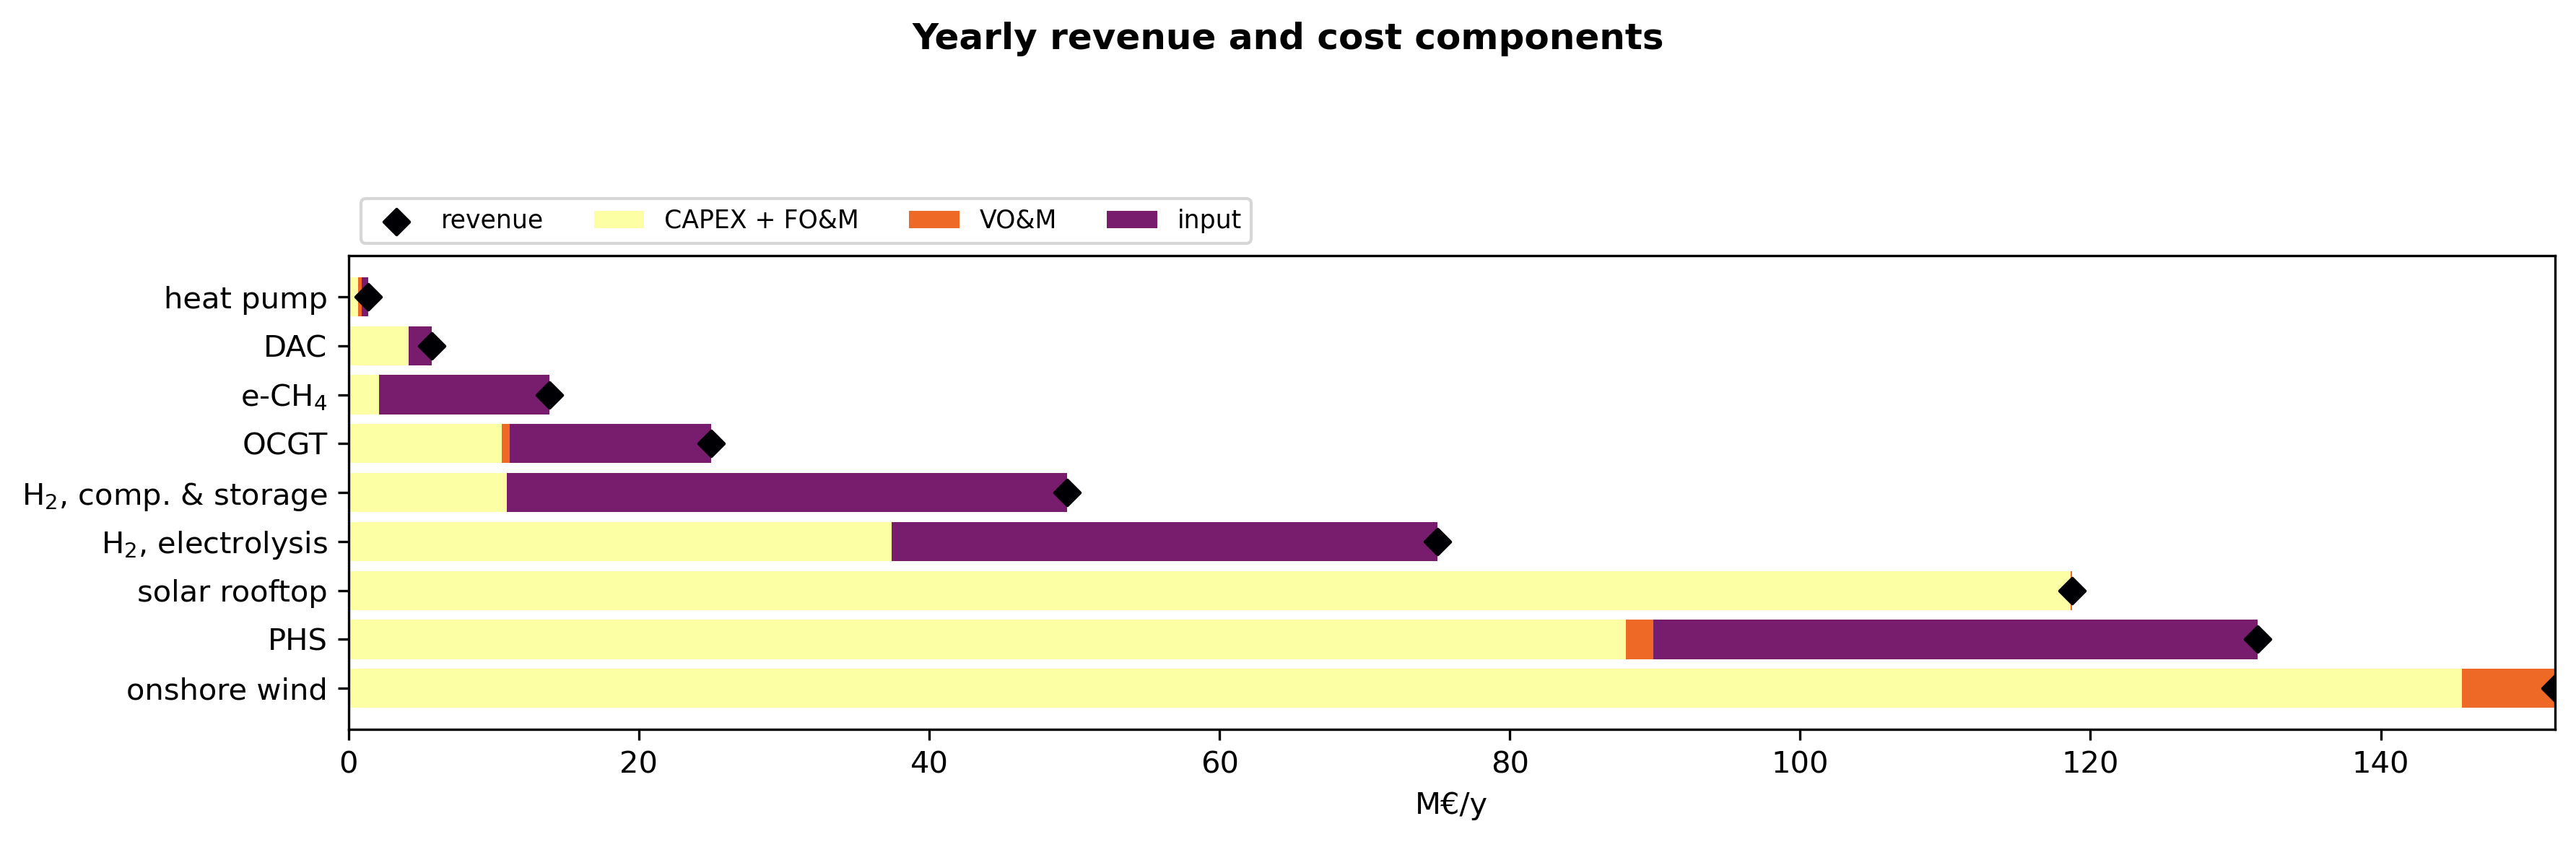 Yearly revenue and cost components
revenue CAPEX + FO&M VO&M input
heat pump
DAC
e-CH₄
OCGT
H₂, comp. & storage
H₂, electrolysis
solar rooftop
PHS
onshore wind
0 20 40 60 80 100 120 140
M€/y